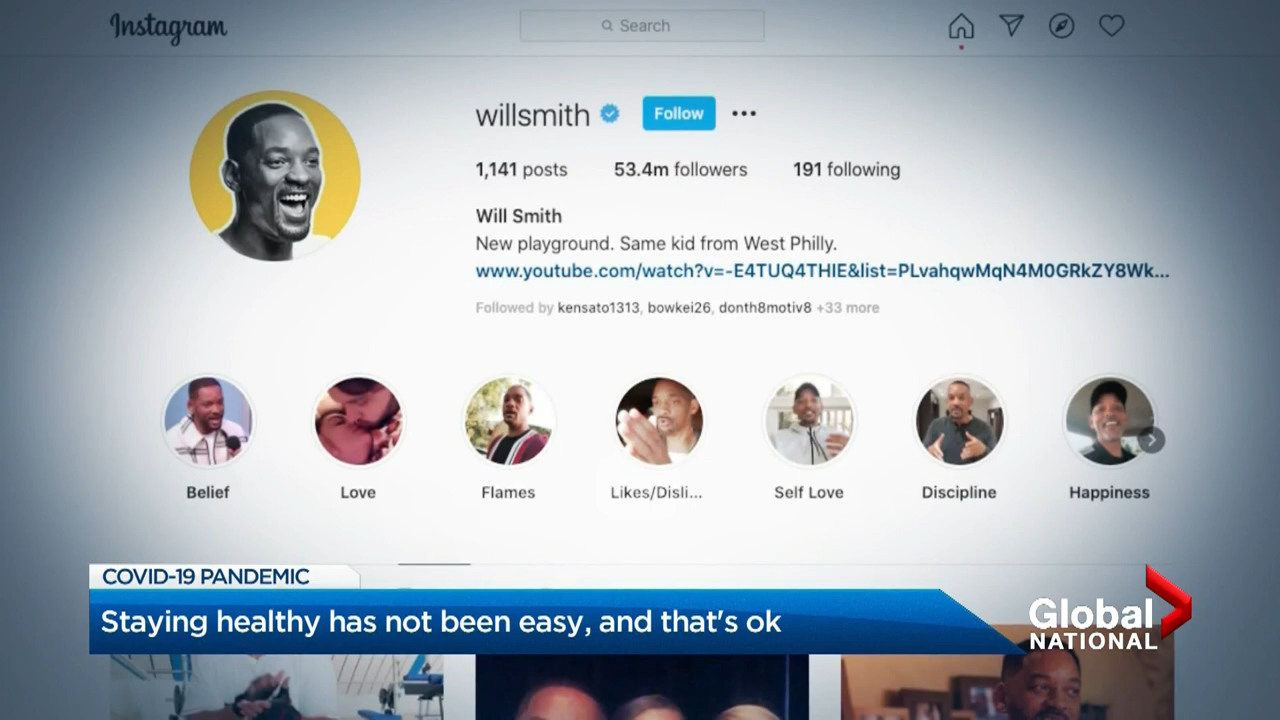 Instagram
Search
willsmith
Follow
1,141 posts 53.4m followers 191 following
Will Smith
New playground. Same kid from West Philly.
www.youtube.com/watch?v=-E4TUQ4THIE&list=PLvahqwMqN4M0GRkZY8Wk...
Followed by kensato1313, bowkei26, donth8motiv8 +33 more
Belief Love Flames Likes/Disli... Self Love Discipline Happiness
COVID-19 PANDEMIC
Staying healthy has not been easy, and that's ok
Global
NATIONAL